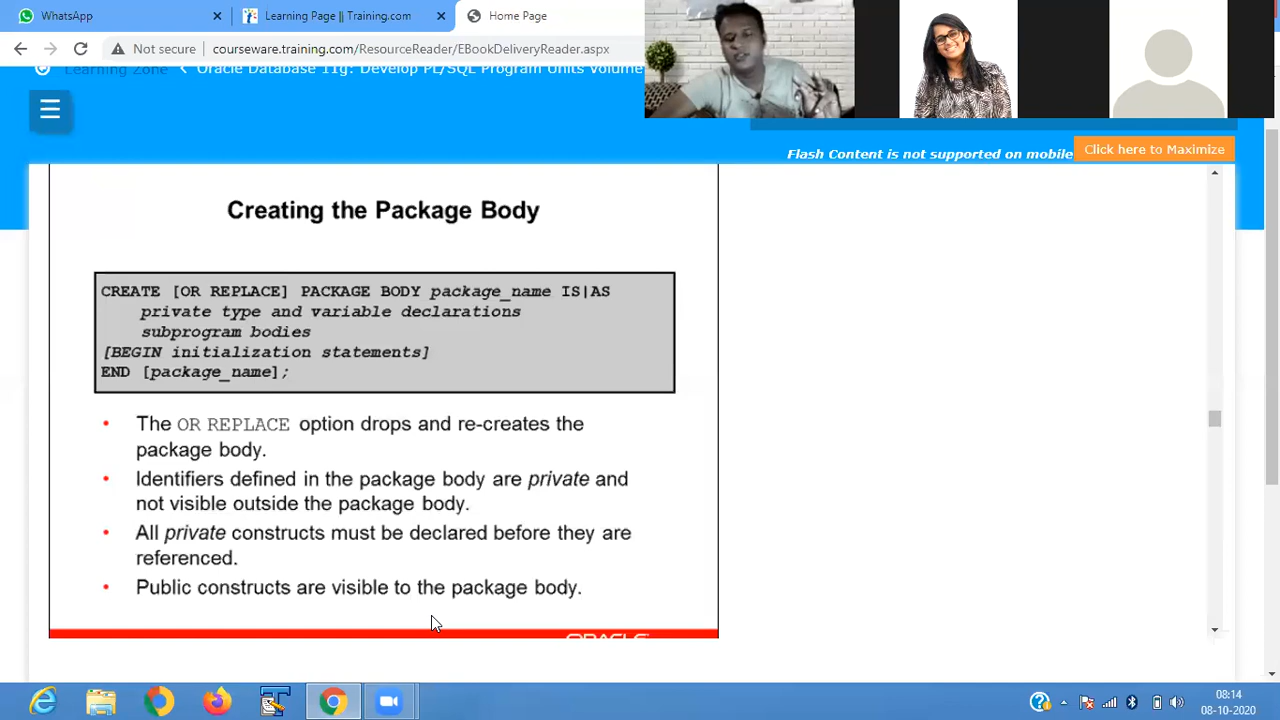 WhatsApp
Learning Page || Training.com
Home Page
Not secure
courseware.training.com/ResourceReader/EBookDeliveryReader.aspx
Learning Zone
Oracle Database 11g: Develop PL/SQL Program Units Volume
Flash Content is not supported on mobile
Click here to Maximize
Creating the Package Body
CREATE [OR REPLACE] PACKAGE BODY package_name IS|AS
private type and variable declarations
subprogram bodies
[BEGIN initialization statements]
END [package_name];
• The OR REPLACE option drops and re-creates the
package body.
• Identifiers defined in the package body are private and
not visible outside the package body.
• All private constructs must be declared before they are
referenced.
• Public constructs are visible to the package body.
ORACLE
08:14
08-10-2020